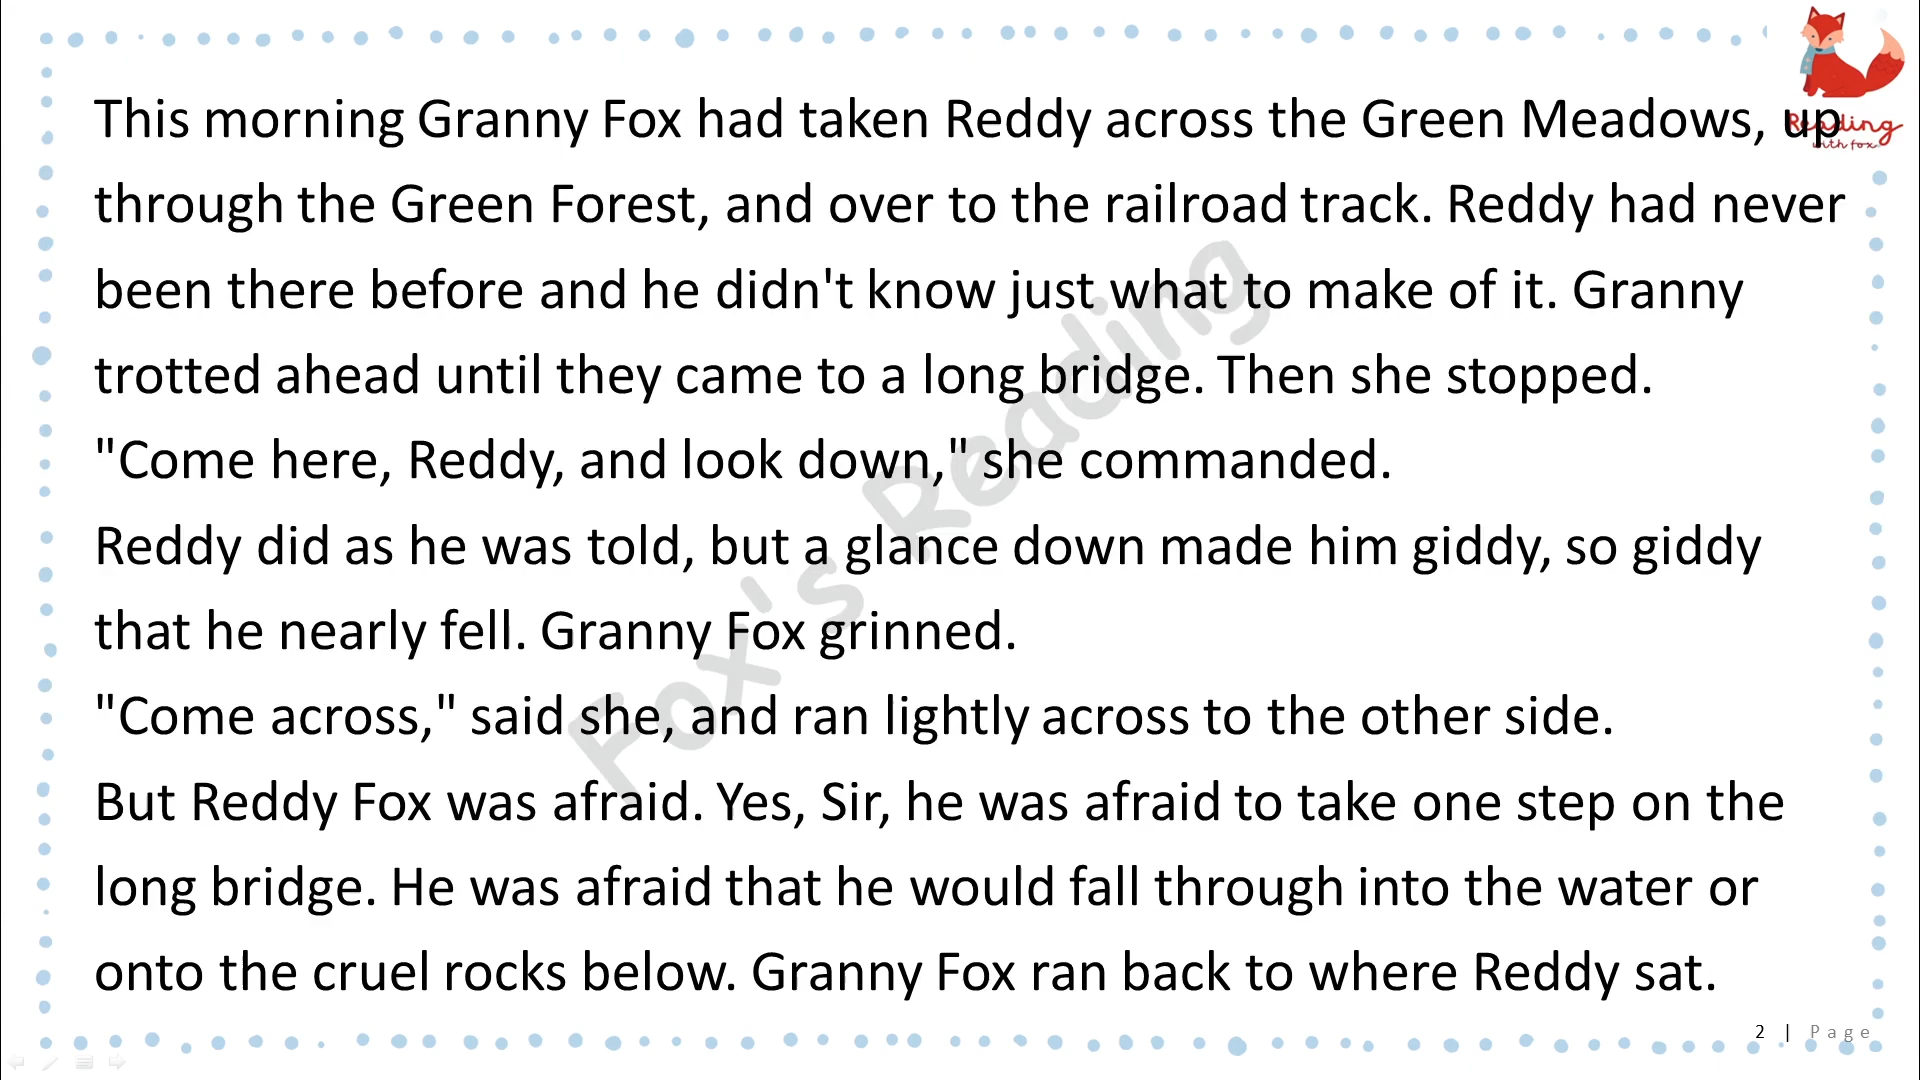 This morning Granny Fox had taken Reddy across the Green Meadows, up
through the Green Forest, and over to the railroad track. Reddy had never
been there before and he didn't know just what to make of it. Granny
trotted ahead until they came to a long bridge. Then she stopped.
"Come here, Reddy, and look down," she commanded.
Reddy did as he was told, but a glance down made him giddy, so giddy
that he nearly fell. Granny Fox grinned.
"Come across," said she, and ran lightly across to the other side.
But Reddy Fox was afraid. Yes, Sir, he was afraid to take one step on the
long bridge. He was afraid that he would fall through into the water or
onto the cruel rocks below. Granny Fox ran back to where Reddy sat.
Reading
with fox
Fox's Reading
2 | Page